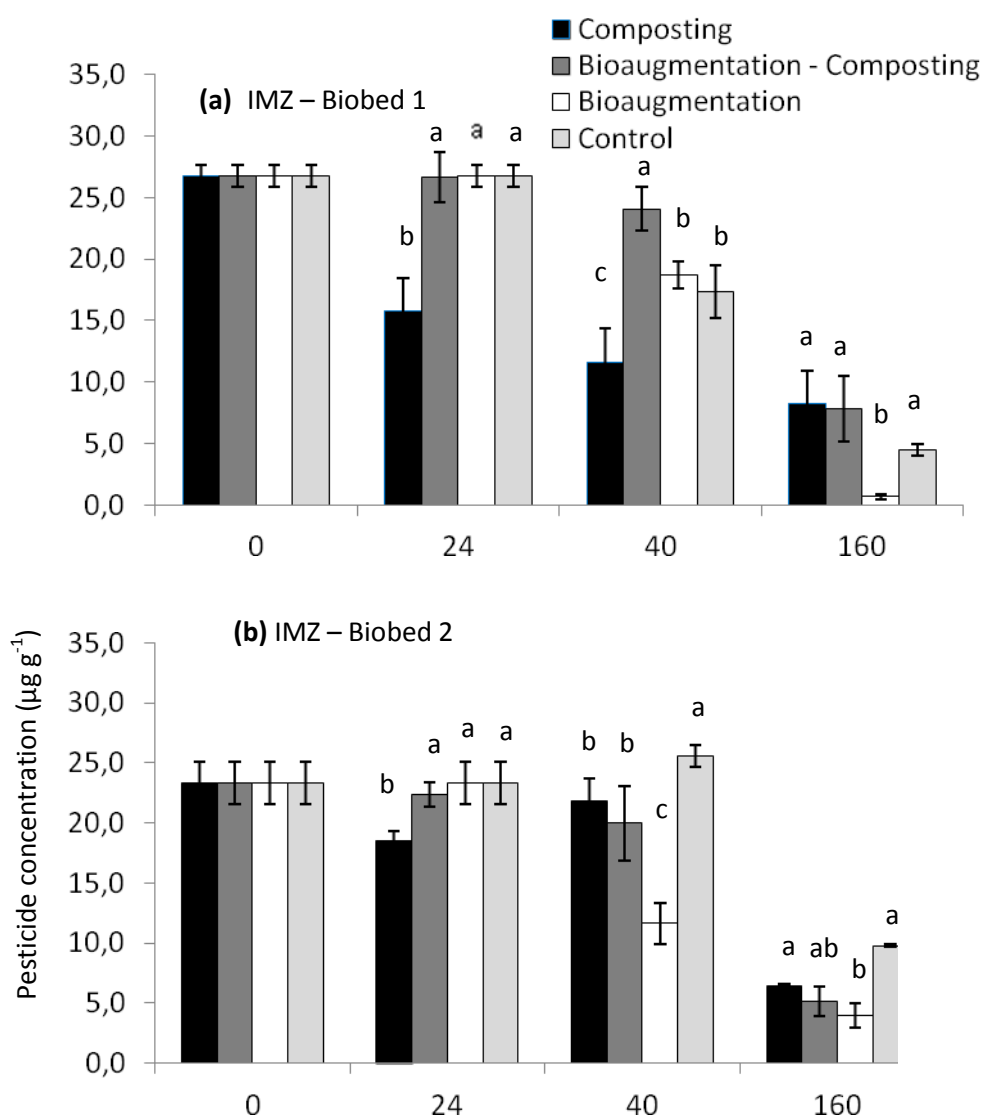 Composting
Bioaugmentation - Composting
Bioaugmentation
Control
(a) IMZ – Biobed 1
35,0
30,0
25,0
20,0
15,0
10,0
5,0
0,0
b a a a
c a b b
a a b a
0 24 40 160
(b) IMZ – Biobed 2
Pesticide concentration (µg g-1)
35,0
30,0
25,0
20,0
15,0
10,0
5,0
0,0
b a a a
b b c a
a ab b a
0 24 40 160